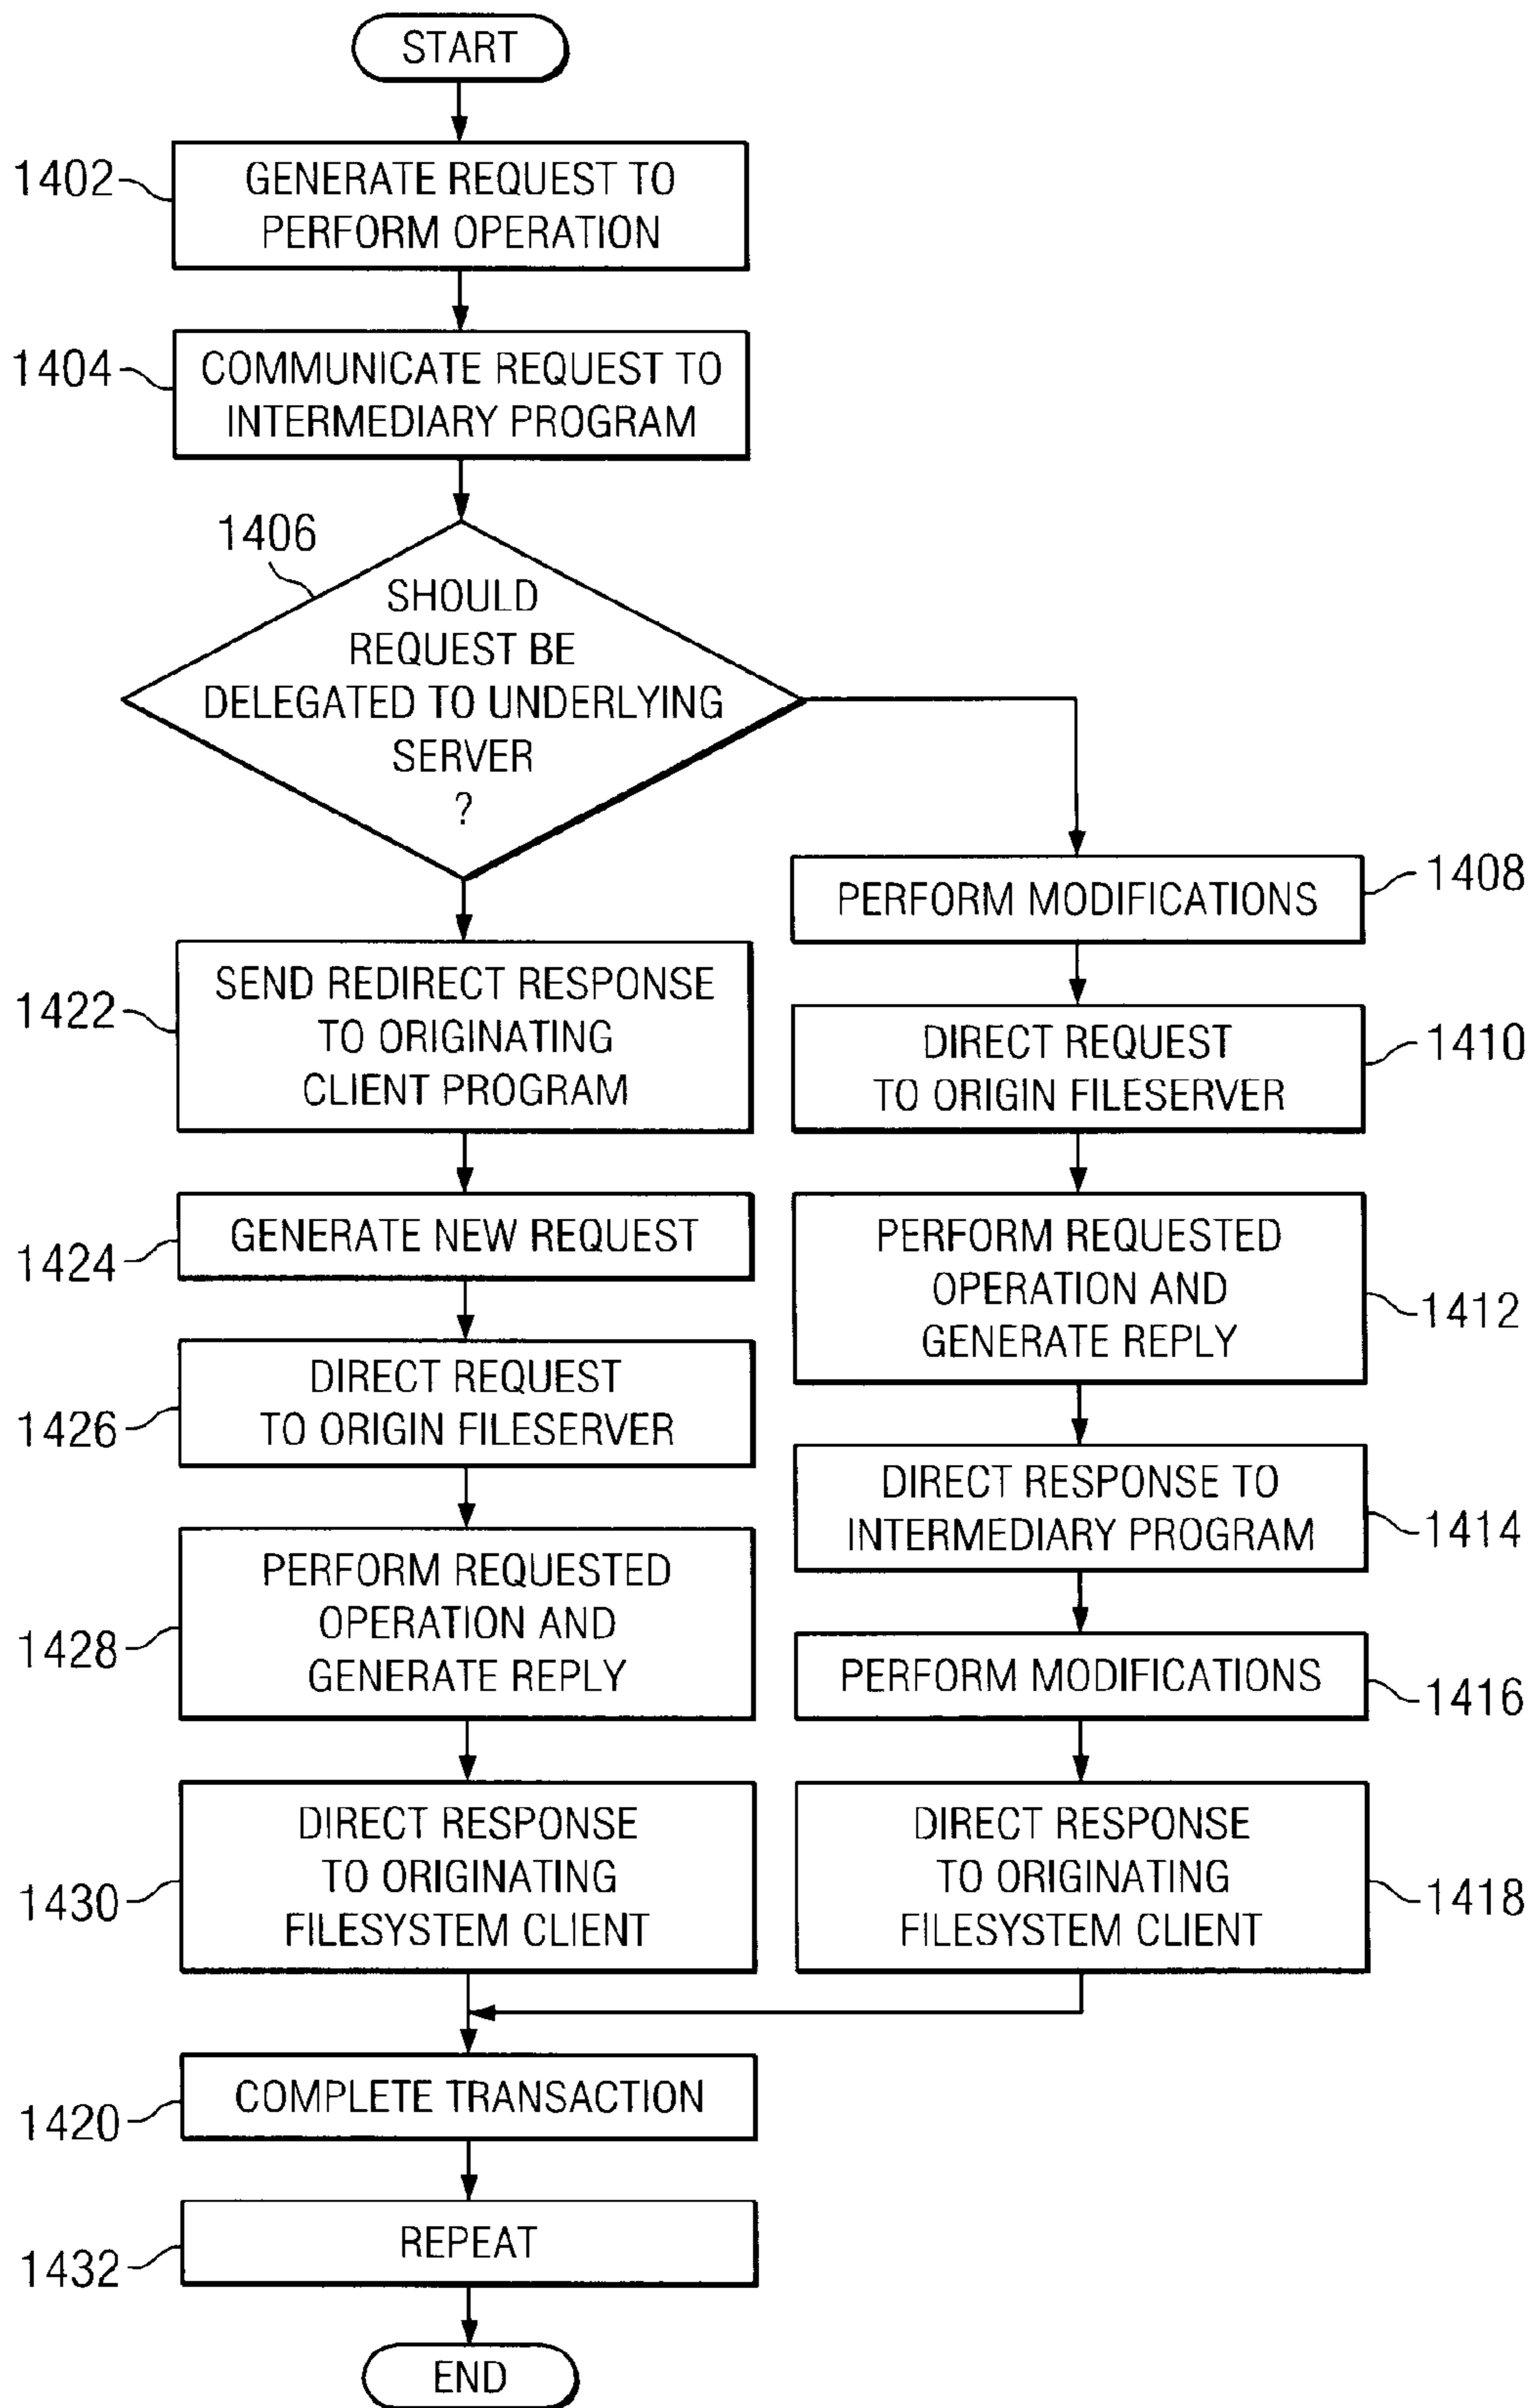 START
1402
GENERATE REQUEST TO
PERFORM OPERATION
1404
COMMUNICATE REQUEST TO
INTERMEDIARY PROGRAM
1406
SHOULD
REQUEST BE
DELEGATED TO UNDERLYING
SERVER
?
1408
PERFORM MODIFICATIONS
1410
DIRECT REQUEST
TO ORIGIN FILESERVER
1412
PERFORM REQUESTED
OPERATION AND
GENERATE REPLY
1414
DIRECT RESPONSE TO
INTERMEDIARY PROGRAM
1416
PERFORM MODIFICATIONS
1418
DIRECT RESPONSE
TO ORIGINATING
FILESYSTEM CLIENT
1422
SEND REDIRECT RESPONSE
TO ORIGINATING
CLIENT PROGRAM
1424
GENERATE NEW REQUEST
1426
DIRECT REQUEST
TO ORIGIN FILESERVER
1428
PERFORM REQUESTED
OPERATION AND
GENERATE REPLY
1430
DIRECT RESPONSE
TO ORIGINATING
FILESYSTEM CLIENT
1420
COMPLETE TRANSACTION
1432
REPEAT
END